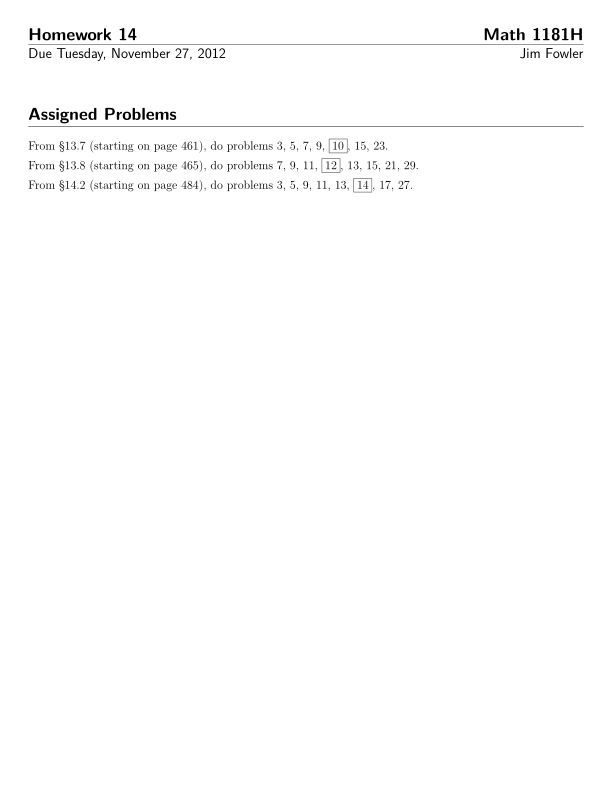 Homework 14 Math 1181H
Due Tuesday, November 27, 2012 Jim Fowler
Assigned Problems
From §13.7 (starting on page 461), do problems 3, 5, 7, 9, 10, 15, 23.
From §13.8 (starting on page 465), do problems 7, 9, 11, 12, 13, 15, 21, 29.
From §14.2 (starting on page 484), do problems 3, 5, 9, 11, 13, 14, 17, 27.